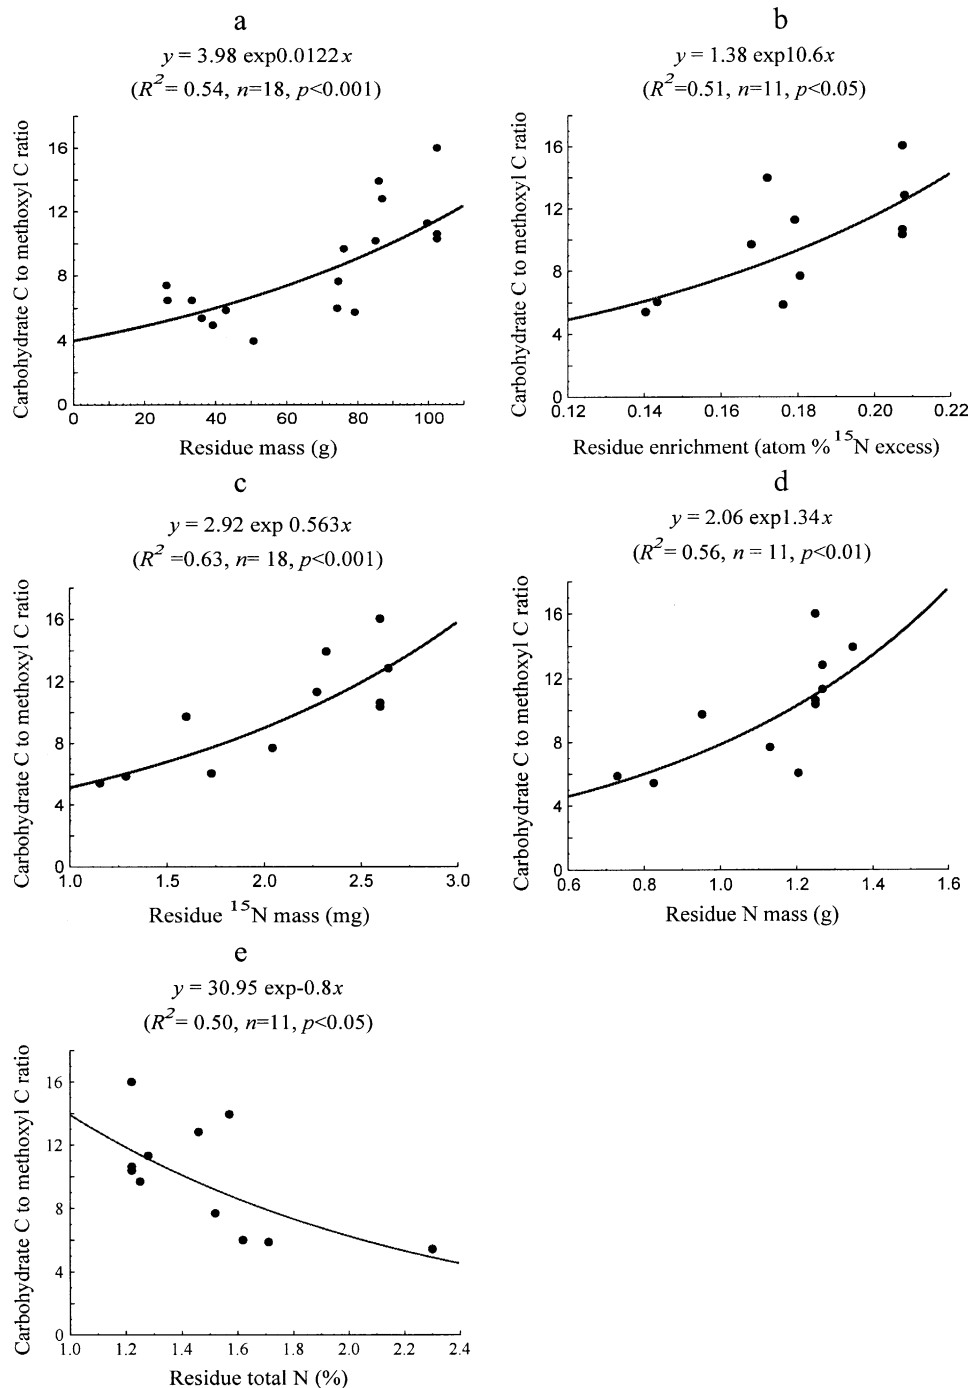 a
y = 3.98 exp0.0122x
(R² = 0.54, n=18, p<0.001)
Carbohydrate C to methoxyl C ratio
16
12
8
4
0
0 20 40 60 80 100
Residue mass (g)
b
y = 1.38 exp10.6x
(R²=0.51, n=11, p<0.05)
Carbohydrate C to methoxyl C ratio
16
12
8
4
0
0.12 0.14 0.16 0.18 0.20 0.22
Residue enrichment (atom % ¹⁵N excess)
c
y = 2.92 exp 0.563x
(R² =0.63, n= 18, p<0.001)
Carbohydrate C to methoxyl C ratio
16
12
8
4
0
1.0 1.5 2.0 2.5 3.0
Residue ¹⁵N mass (mg)
d
y = 2.06 exp1.34x
(R²= 0.56, n = 11, p<0.01)
Carbohydrate C to methoxyl C ratio
16
12
8
4
0
0.6 0.8 1.0 1.2 1.4 1.6
Residue N mass (g)
e
y = 30.95 exp-0.8x
(R²= 0.50, n=11, p<0.05)
Carbohydrate C to methoxyl C ratio
16
12
8
4
0
1.0 1.2 1.4 1.6 1.8 2.0 2.2 2.4
Residue total N (%)